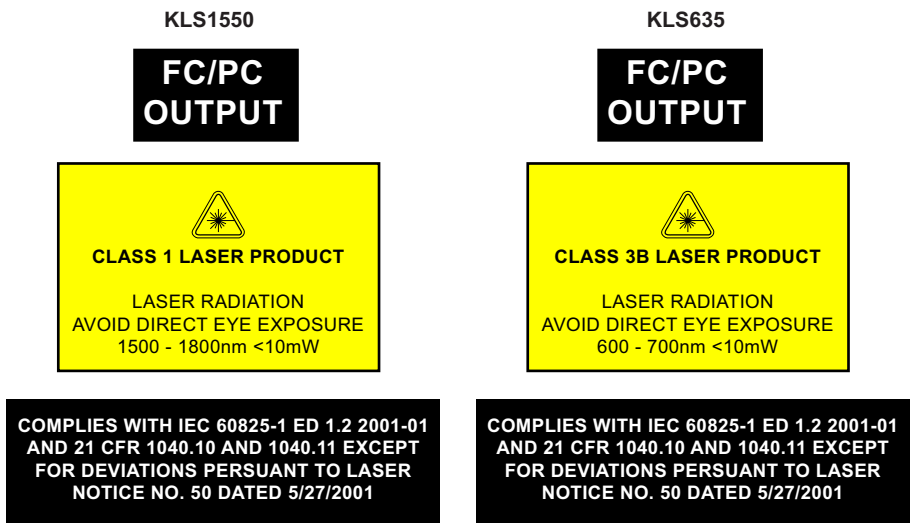 KLS1550
FC/PC
OUTPUT
CLASS 1 LASER PRODUCT
LASER RADIATION
AVOID DIRECT EYE EXPOSURE
1500 - 1800nm <10mW
COMPLIES WITH IEC 60825-1 ED 1.2 2001-01
AND 21 CFR 1040.10 AND 1040.11 EXCEPT
FOR DEVIATIONS PERSUANT TO LASER
NOTICE NO. 50 DATED 5/27/2001
KLS635
FC/PC
OUTPUT
CLASS 3B LASER PRODUCT
LASER RADIATION
AVOID DIRECT EYE EXPOSURE
600 - 700nm <10mW
COMPLIES WITH IEC 60825-1 ED 1.2 2001-01
AND 21 CFR 1040.10 AND 1040.11 EXCEPT
FOR DEVIATIONS PERSUANT TO LASER
NOTICE NO. 50 DATED 5/27/2001